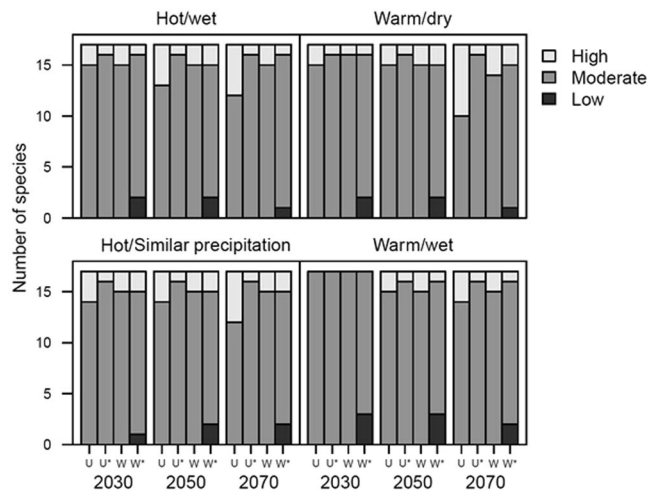 Hot/wet Warm/dry
High
Moderate
Low
15
10
5
0
Number of species
Hot/Similar precipitation Warm/wet
15
10
5
0
U U* W W* U U* W W* U U* W W* U U* W W* U U* W W* U U* W W*
2030 2050 2070 2030 2050 2070